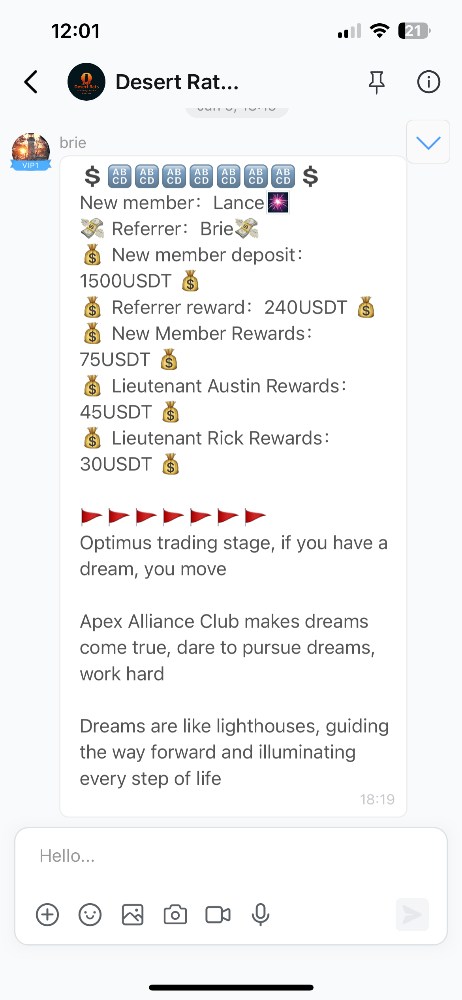 12:01
21
Desert Rat...
Desert Rats
brie
VIP1
$ 🔠🔠🔠🔠🔠🔠🔠 $
New member：Lance🎆
💸 Referrer：Brie💸
💰 New member deposit：
1500USDT 💰
💰 Referrer reward：240USDT 💰
💰 New Member Rewards：
75USDT 💰
💰 Lieutenant Austin Rewards：
45USDT 💰
💰 Lieutenant Rick Rewards：
30USDT 💰
🚩🚩🚩🚩🚩🚩🚩
Optimus trading stage, if you have a
dream, you move
Apex Alliance Club makes dreams
come true, dare to pursue dreams,
work hard
Dreams are like lighthouses, guiding
the way forward and illuminating
every step of life
18:19
Hello...